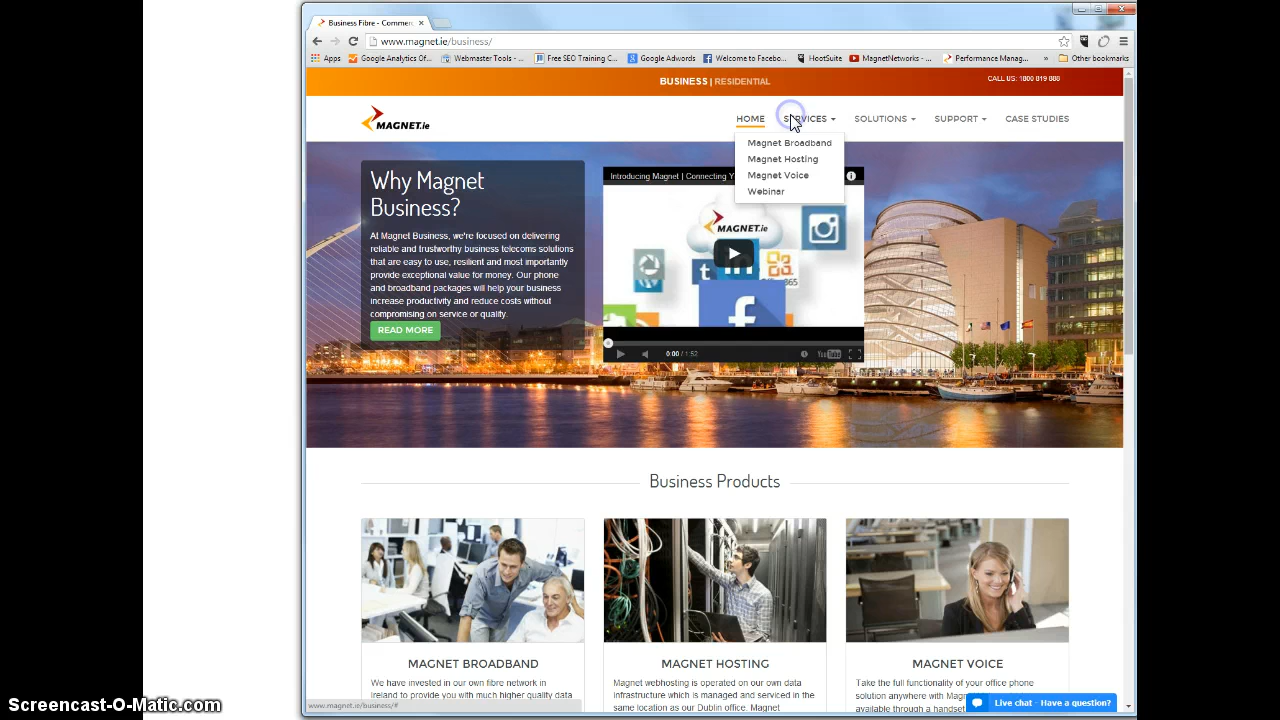 Business Fibre - Commerc
www.magnet.ie/business/
Apps Google Analytics Of... Webmaster Tools - ... Free SEO Training C... Google Adwords Welcome to Facebo... HootSuite MagnetNetworks - ... Performance Manag... » Other bookmarks
BUSINESS | RESIDENTIAL
CALL US: 1800 819 888
MAGNET.ie
HOME SERVICES SOLUTIONS SUPPORT CASE STUDIES
Magnet Broadband
Magnet Hosting
Magnet Voice
Webinar
Why Magnet
Business?
At Magnet Business, we're focused on delivering
reliable and trustworthy business telecoms solutions
that are easy to use, resilient and most importantly
provide exceptional value for money. Our phone
and broadband packages will help your business
increase productivity and reduce costs without
compromising on service or quality.
READ MORE
Introducing Magnet | Connecting Y
MAGNET.ie
365
0:00 / 1:52
YouTube
Business Products
MAGNET BROADBAND
We have invested in our own fibre network in
Ireland to provide you with much higher quality data
MAGNET HOSTING
Magnet webhosting is operated on our own data
infrastructure which is managed and serviced in the
same location as our Dublin office. Magnet
MAGNET VOICE
Take the full functionality of your office phone
solution anywhere with Magn
available through a handset
Live chat - Have a question?
www.magnet.ie/business/#
Screencast-O-Matic.com